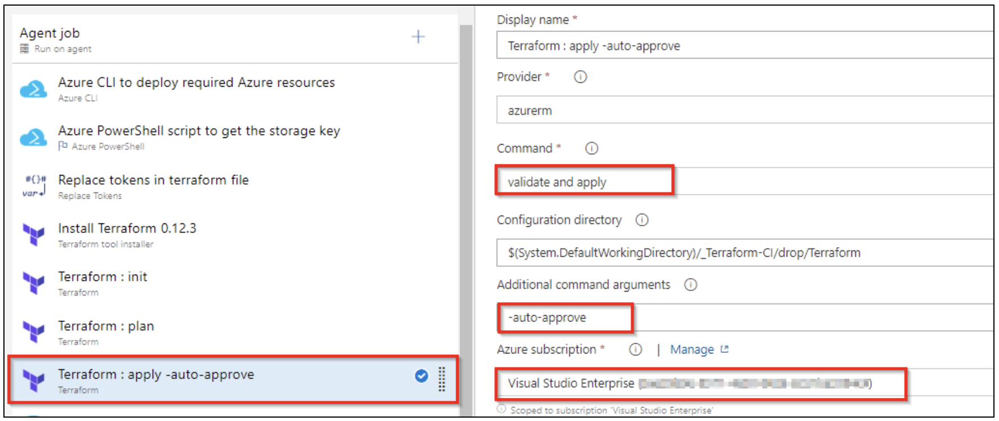 Agent job
Run on agent
Azure CLI to deploy required Azure resources
Azure CLI
Azure PowerShell script to get the storage key
Azure PowerShell
#{}#
var
Replace tokens in terraform file
Replace Tokens
Install Terraform 0.12.3
Terraform tool installer
Terraform : init
Terraform
Terraform : plan
Terraform
Terraform : apply -auto-approve
Terraform
Display name *
Terraform : apply -auto-approve
Provider *
azurerm
Command *
validate and apply
Configuration directory
$(System.DefaultWorkingDirectory)/_Terraform-CI/drop/Terraform
Additional command arguments
-auto-approve
Azure subscription * | Manage
Visual Studio Enterprise ( )
Scoped to subscription 'Visual Studio Enterprise'